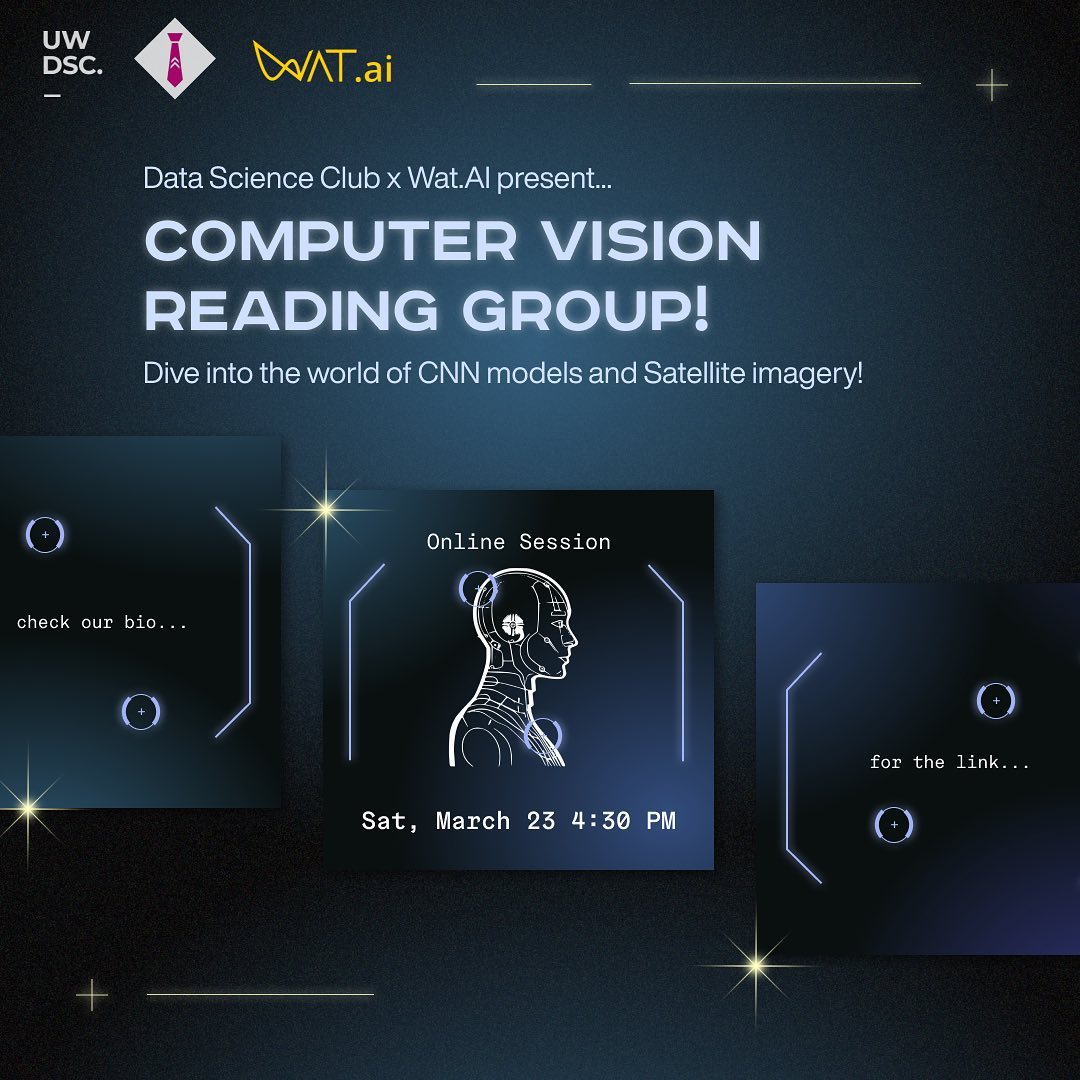 UW
DSC.
WAT.ai
Data Science Club x Wat.AI present...
COMPUTER VISION
READING GROUP!
Dive into the world of CNN models and Satellite imagery!
check our bio...
Online Session
Sat, March 23 4:30 PM
for the link...